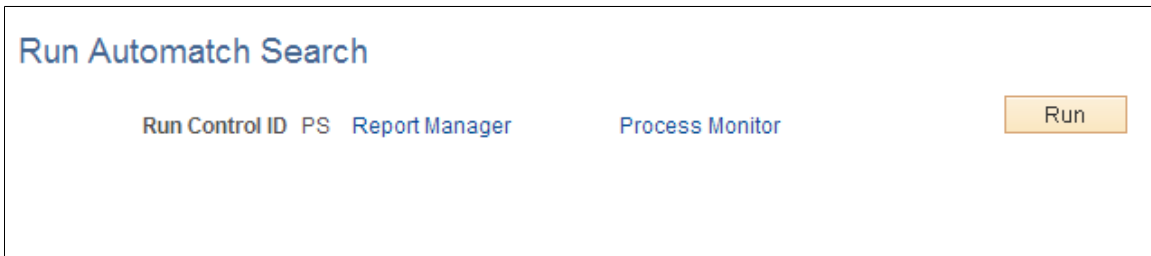 Run Automatch Search
Run Control ID PS Report Manager Process Monitor Run